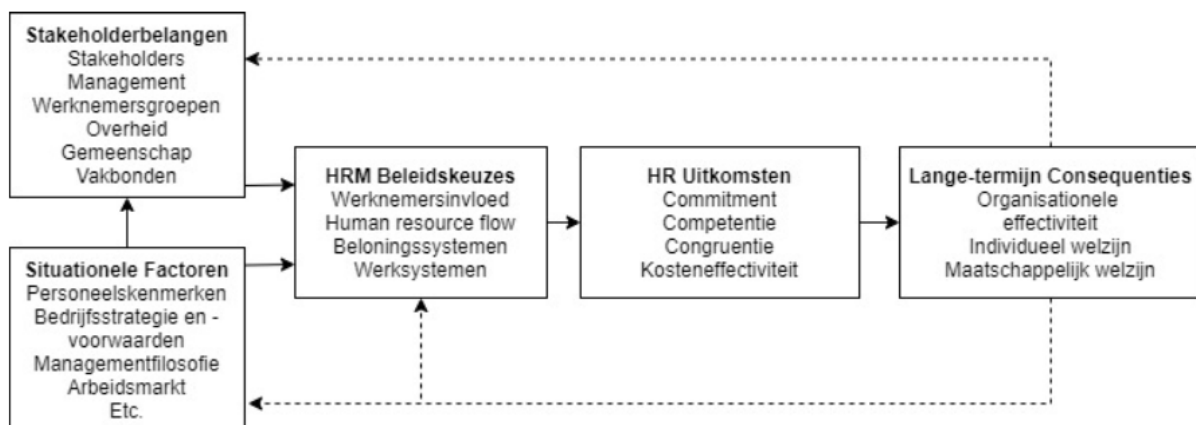 Stakeholderbelangen
Stakeholders
Management
Werknemersgroepen
Overheid
Gemeenschap
Vakbonden
Situationele Factoren
Personeelskenmerken
Bedrijfsstrategie en -
voorwaarden
Managementfilosofie
Arbeidsmarkt
Etc.
HRM Beleidskeuzes
Werknemersinvloed
Human resource flow
Beloningssystemen
Werksystemen
HR Uitkomsten
Commitment
Competentie
Congruentie
Kosteneffectiviteit
Lange-termijn Consequenties
Organisationele
effectiviteit
Individueel welzijn
Maatschappelijk welzijn